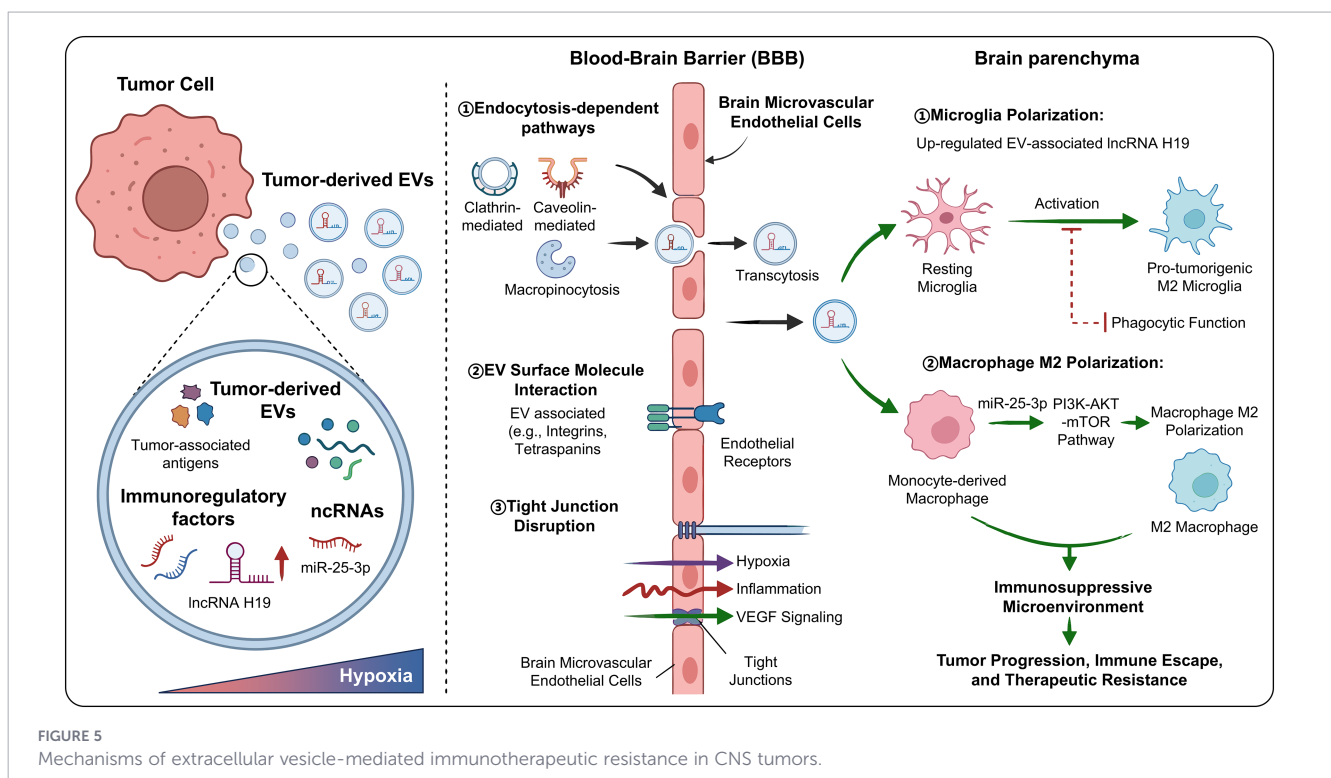 Tumor Cell
Tumor-derived EVs
Tumor-derived
EVs
Tumor-associated
antigens
Immunoregulatory
factors
ncRNAs
miR-25-3p
lncRNA H19
Hypoxia
Blood-Brain Barrier (BBB)
①Endocytosis-dependent
pathways
Brain Microvascular
Endothelial Cells
Clathrin-
mediated
Caveolin-
mediated
Macropinocytosis
Transcytosis
②EV Surface Molecule
Interaction
EV associated
(e.g., Integrins,
Tetraspanins
Endothelial
Receptors
③Tight Junction
Disruption
Hypoxia
Inflammation
VEGF Signaling
Brain Microvascular
Endothelial Cells
Tight
Junctions
Brain parenchyma
①Microglia Polarization:
Up-regulated EV-associated lncRNA H19
Activation
Resting
Microglia
Pro-tumorigenic
M2 Microglia
Phagocytic Function
②Macrophage M2 Polarization:
miR-25-3p
PI3K-AKT
-mTOR
Pathway
Macrophage M2
Polarization
Monocyte-derived
Macrophage
M2 Macrophage
Immunosuppressive
Microenvironment
Tumor Progression, Immune Escape,
and Therapeutic Resistance
FIGURE 5
Mechanisms of extracellular vesicle-mediated immunotherapeutic resistance in CNS tumors.